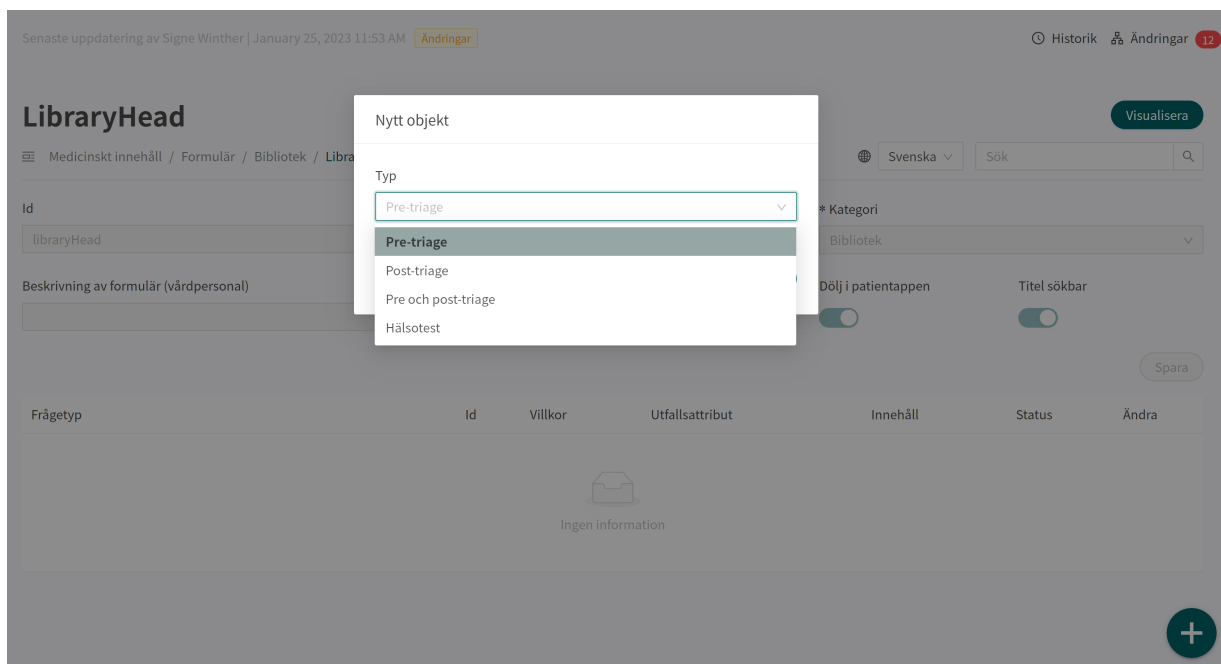 Senaste uppdatering av Signe Winther | January 25, 2023 11:53 AM Ändringar
Historik Ändringar 12
LibraryHead
Visualisera
Medicinskt innehåll / Formulär / Bibliotek / Libra
Svenska
Sök
Nytt objekt
Typ
Pre-triage
Pre-triage
Post-triage
Pre och post-triage
Hälsotest
Id
libraryHead
* Kategori
Bibliotek
Beskrivning av formulär (vårdpersonal)
Dölj i patientappen
Titel sökbar
Spara
Frågetyp Id Villkor Utfallsattribut Innehåll Status Ändra
Ingen information